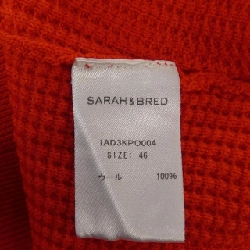 SARAH&BRED
1AD3KPO004
SIZE: 46
ウール 100%